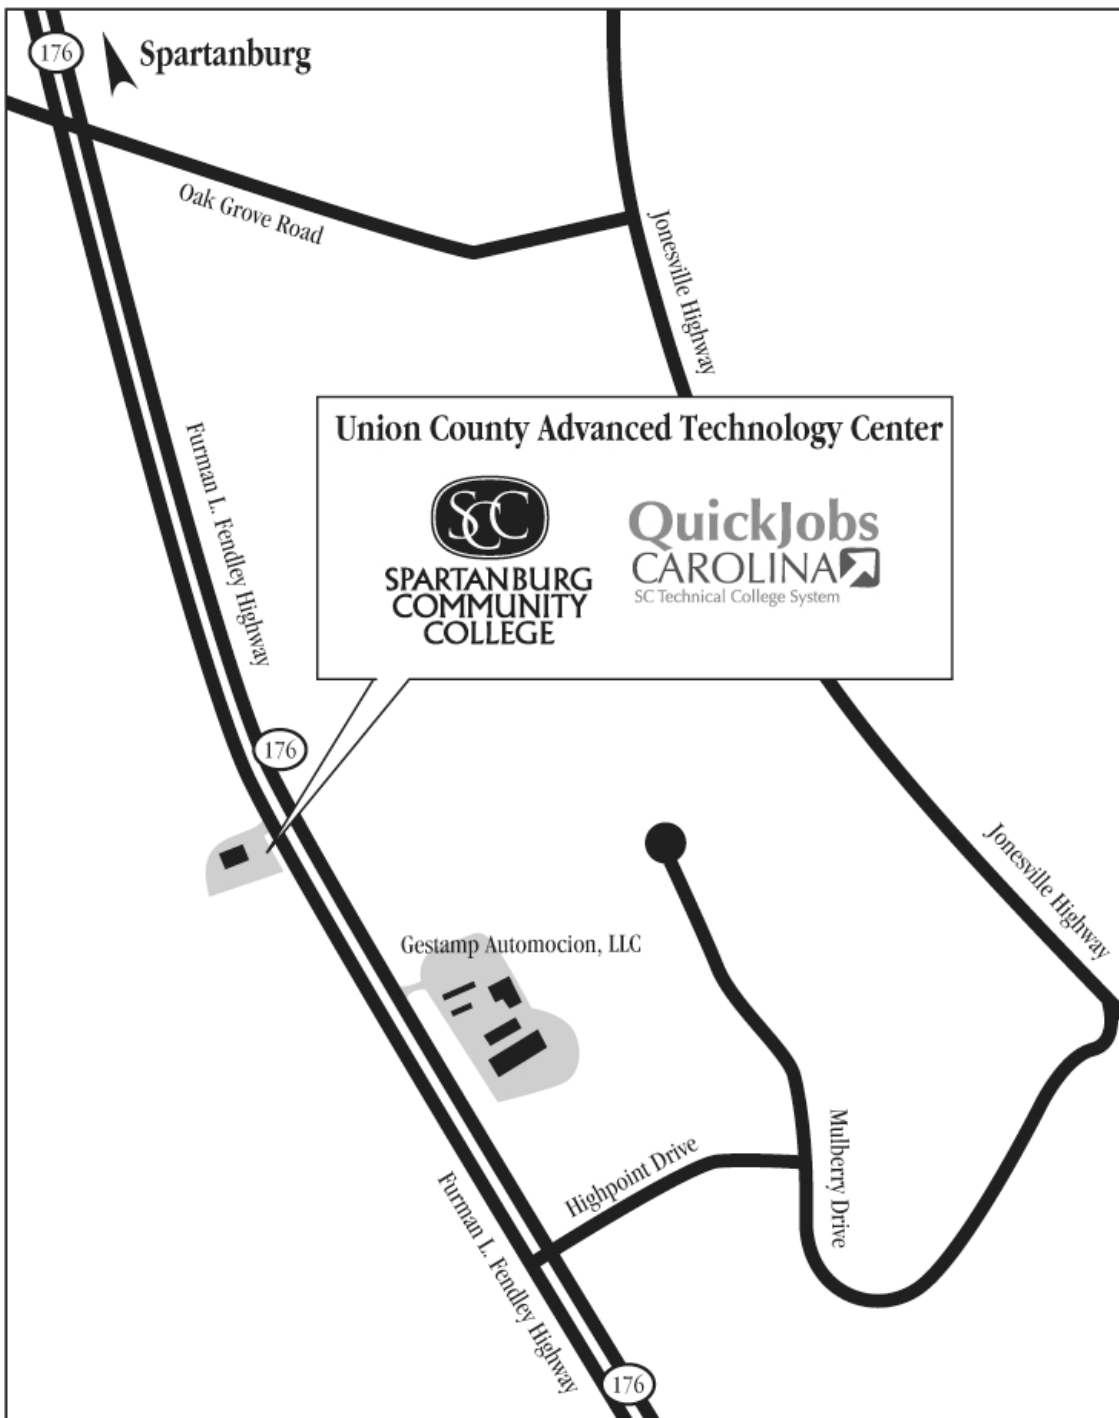 176
Spartanburg
Oak Grove Road
Jonesville Highway
Furman L. Fendley Highway
Union County Advanced Technology Center
SCC
SPARTANBURG
COMMUNITY
COLLEGE
QuickJobs
CAROLINA
SC Technical College System
176
Jonesville Highway
Gestamp Automocion, LLC
Mulberry Drive
Highpoint Drive
Furman L. Fendley Highway
176